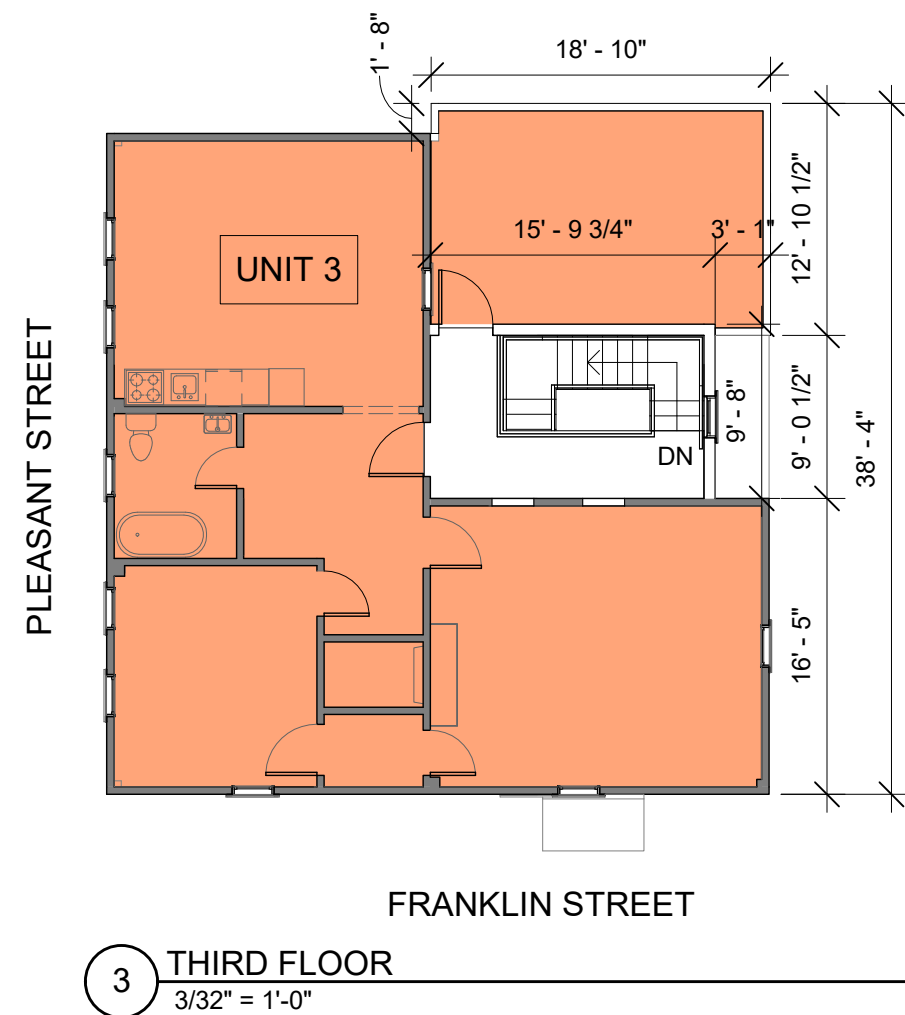 1' - 8"
18' - 10"
15' - 9 3/4"
3' - 1"
12' - 10 1/2"
UNIT 3
9' - 8"
9' - 0 1/2"
38' - 4"
DN
16' - 5"
PLEASANT STREET
FRANKLIN STREET
3
THIRD FLOOR
3/32" = 1'-0"